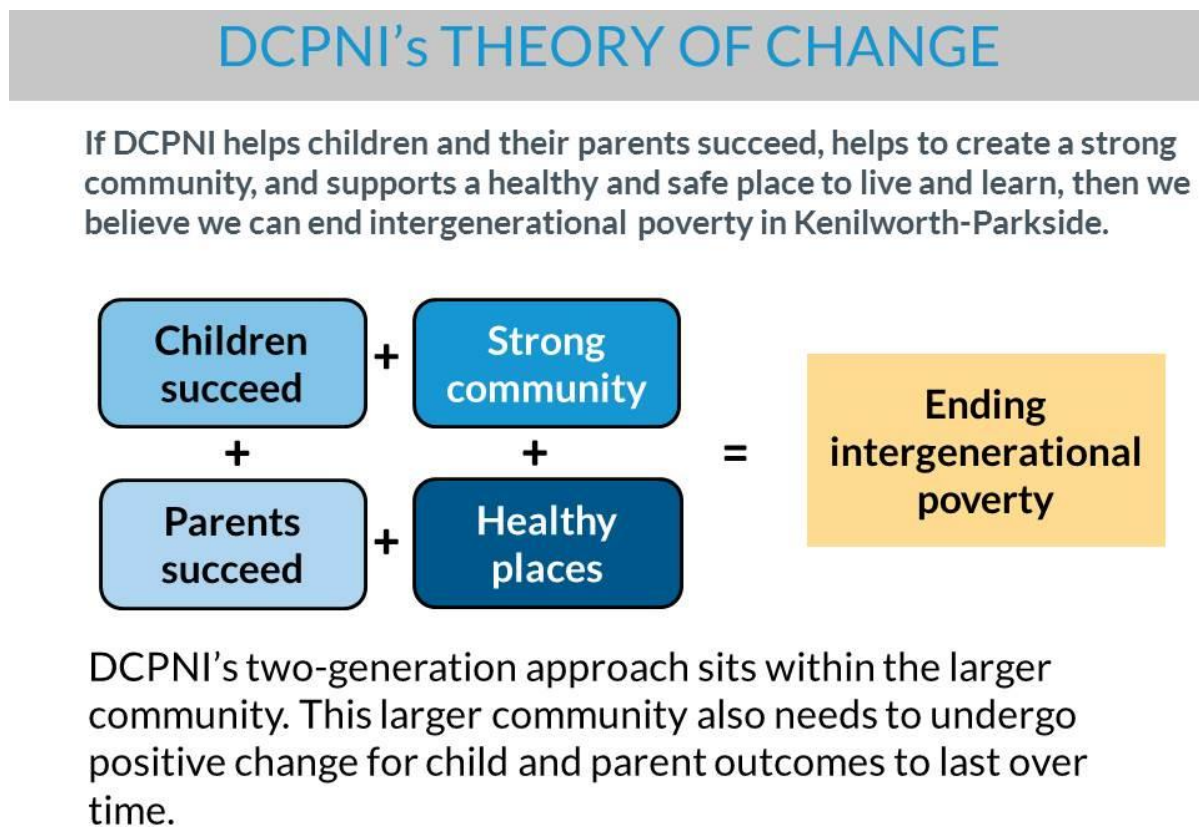 DCPNI's THEORY OF CHANGE
If DCPNI helps children and their parents succeed, helps to create a strong
community, and supports a healthy and safe place to live and learn, then we
believe we can end intergenerational poverty in Kenilworth-Parkside.
Children
succeed
+
Strong
community
+
+
=
Ending
intergenerational
poverty
Parents
succeed
+
Healthy
places
DCPNI's two-generation approach sits within the larger
community. This larger community also needs to undergo
positive change for child and parent outcomes to last over
time.